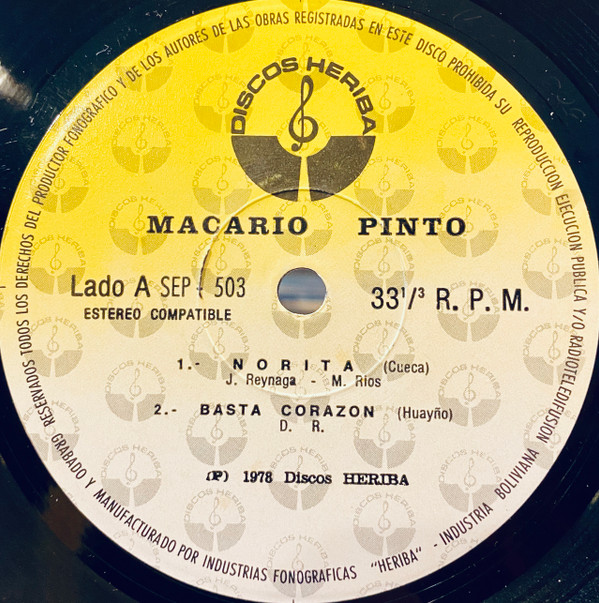 RESERVADOS TODOS LOS DERECHOS DEL PRODUCTOR FONOGRAFICO Y DE LOS AUTORES DE LAS OBRAS REGISTRADAS EN ESTE DISCO PROHIBIDA SU REPRODUCCION EJECUCION PUBLICA Y/O RADIOTELEDIFUSION
DISCOS HERIBA
MACARIO PINTO
Lado A SEP - 503
33 1/3 R. P. M.
ESTEREO COMPATIBLE
1.- NORITA (Cueca)
J. Reynaga - M. Rios
2.- BASTA CORAZON (Huayño)
D. R.
(P) 1978 Discos HERIBA
GRABADO Y MANUFACTURADO POR INDUSTRIAS FONOGRAFICAS "HERIBA" - INDUSTRIA BOLIVIANA